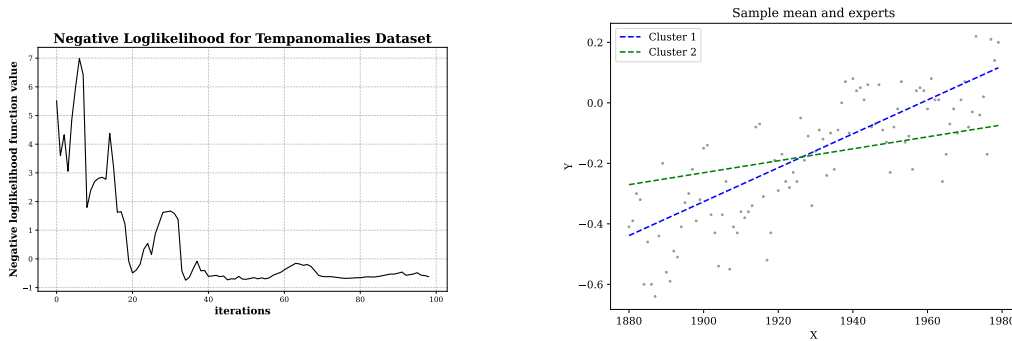 Negative Loglikelihood for Tempanomalies Dataset
Negative loglikelihood function value
7
6
5
4
3
2
1
0
−1
0 20 40 60 80 100
iterations
Sample mean and experts
Cluster 1
Cluster 2
Y
0.2
0.0
−0.2
−0.4
−0.6
1880 1900 1920 1940 1960 1980
X